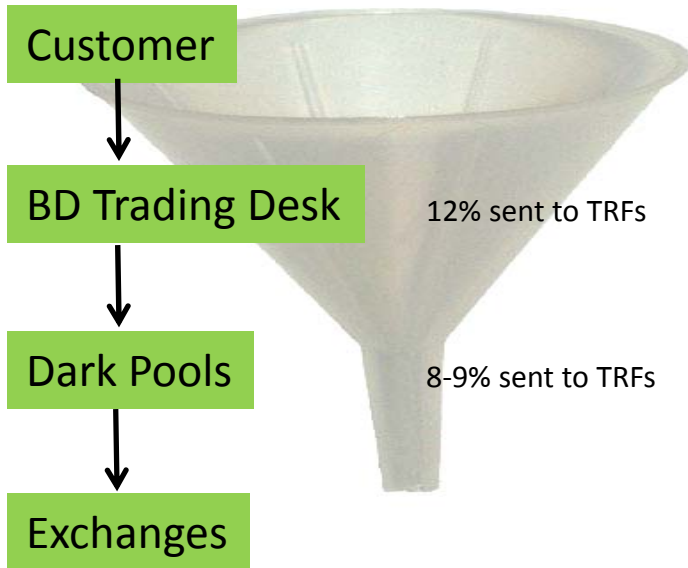 Customer
BD Trading Desk
12% sent to TRFs
Dark Pools
8-9% sent to TRFs
Exchanges